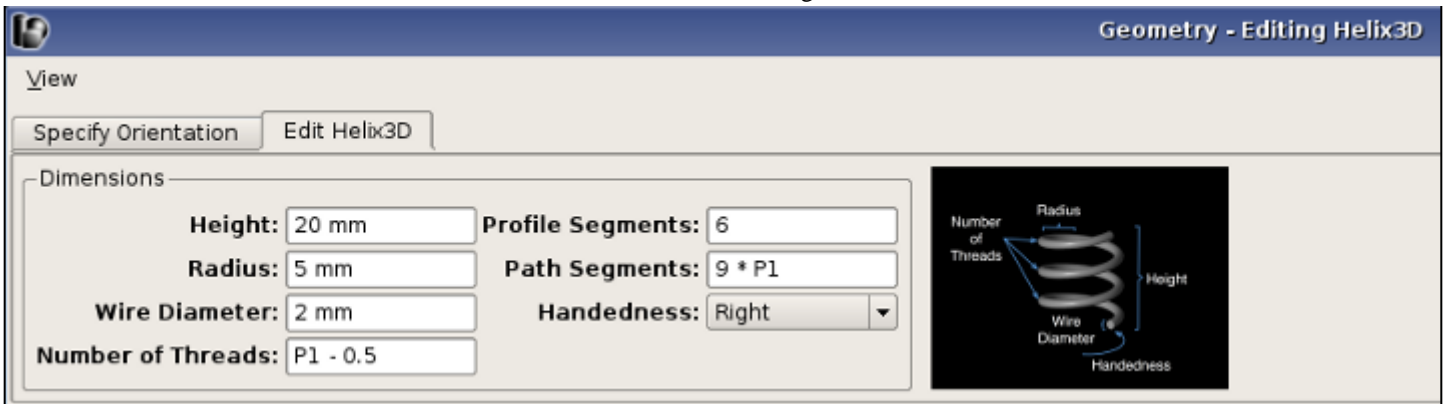 Geometry - Editing Helix3D
View
Specify Orientation Edit Helix3D
Dimensions
Height: 20 mm Profile Segments: 6
Radius: 5 mm Path Segments: 9 * P1
Wire Diameter: 2 mm Handedness: Right
Number of Threads: P1 - 0.5
Radius
Number
of
Threads
Height
Wire
Diameter
Handedness